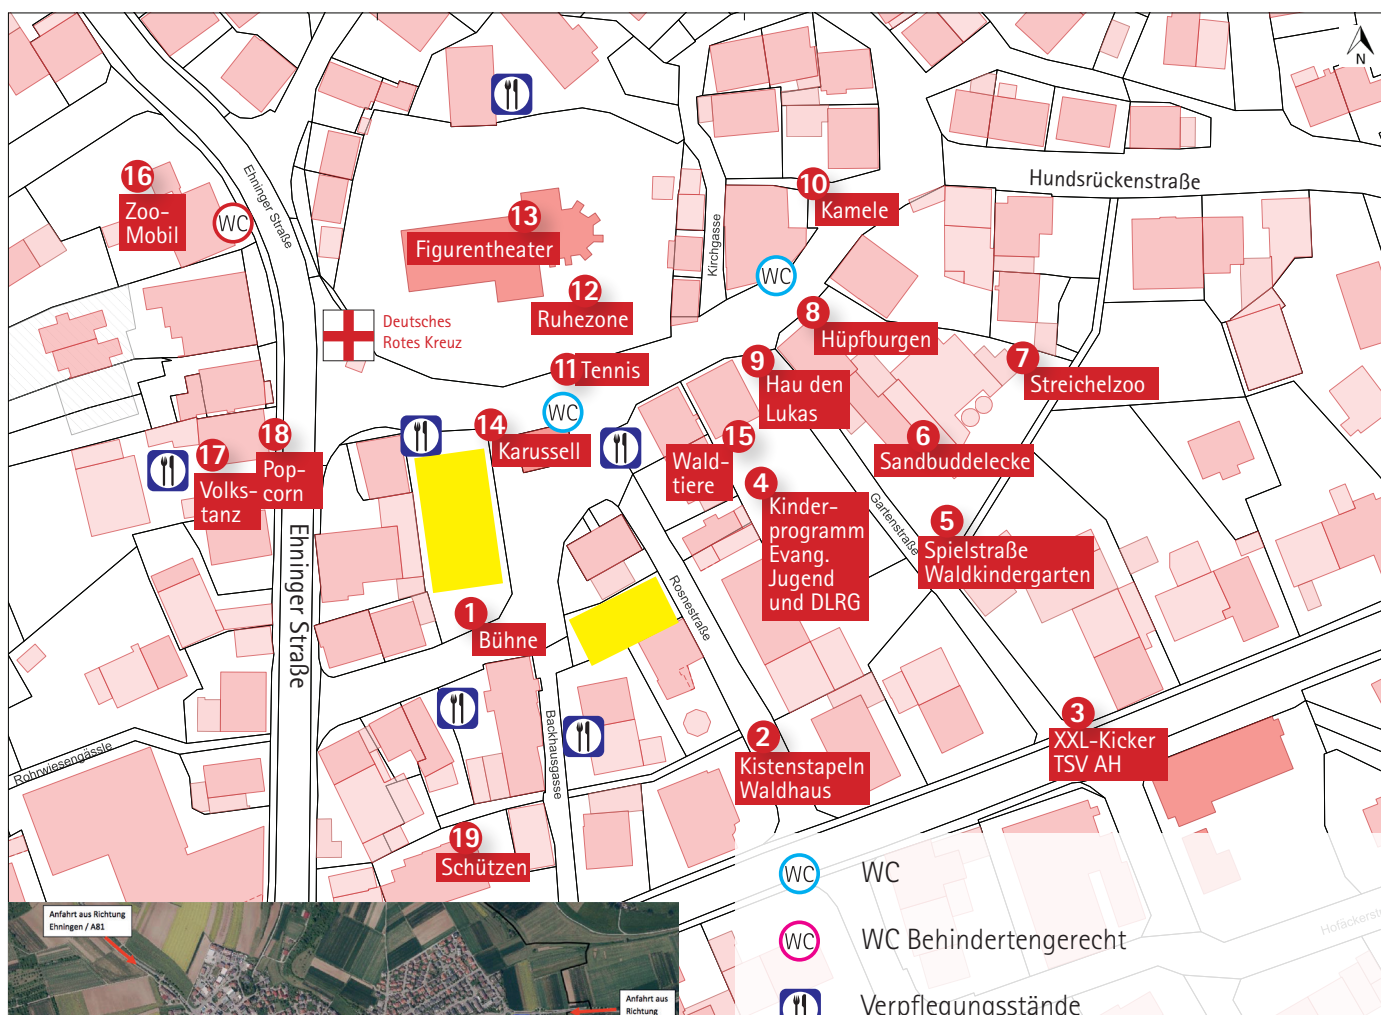 N
Hundsrückenstraße
Ehninger Straße
Kirchgasse
16
Zoo-
Mobil
WC
10
Kamele
13
Figurentheater
WC
12
Ruhezone
8
Hüpfburgen
Deutsches
Rotes Kreuz
11 Tennis
9
Hau den
Lukas
7
Streichelzoo
WC
14
Karussell
15
Wald-
tiere
6
Sandbuddelecke
18
Pop-
corn
17
Volks-
tanz
4
Kinder-
programm
Evang.
Jugend
und DLRG
Gartenstraße
5
Spielstraße
Waldkindergarten
Ehninger Straße
1
Bühne
Rosnestraße
Backhausgasse
Rohrwiesengässle
2
Kistenstapeln
Waldhaus
3
XXL-Kicker
TSV AH
19
Schützen
WC WC
WC WC Behindertengerecht
Verpflegungsstände
Anfahrt aus Richtung
Ehningen / A81
Anfahrt aus
Richtung